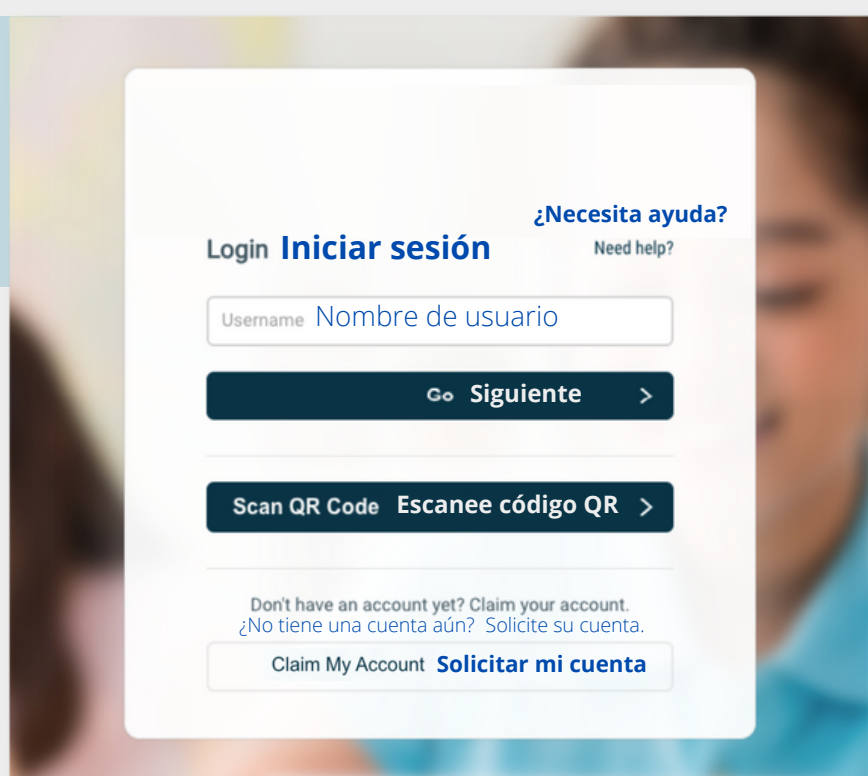 ¿Necesita ayuda?
Login Iniciar sesión
Need help?
Username Nombre de usuario
Go Siguiente
Scan QR Code Escanee código QR
Don't have an account yet? Claim your account.
¿No tiene una cuenta aún? Solicite su cuenta.
Claim My Account Solicitar mi cuenta